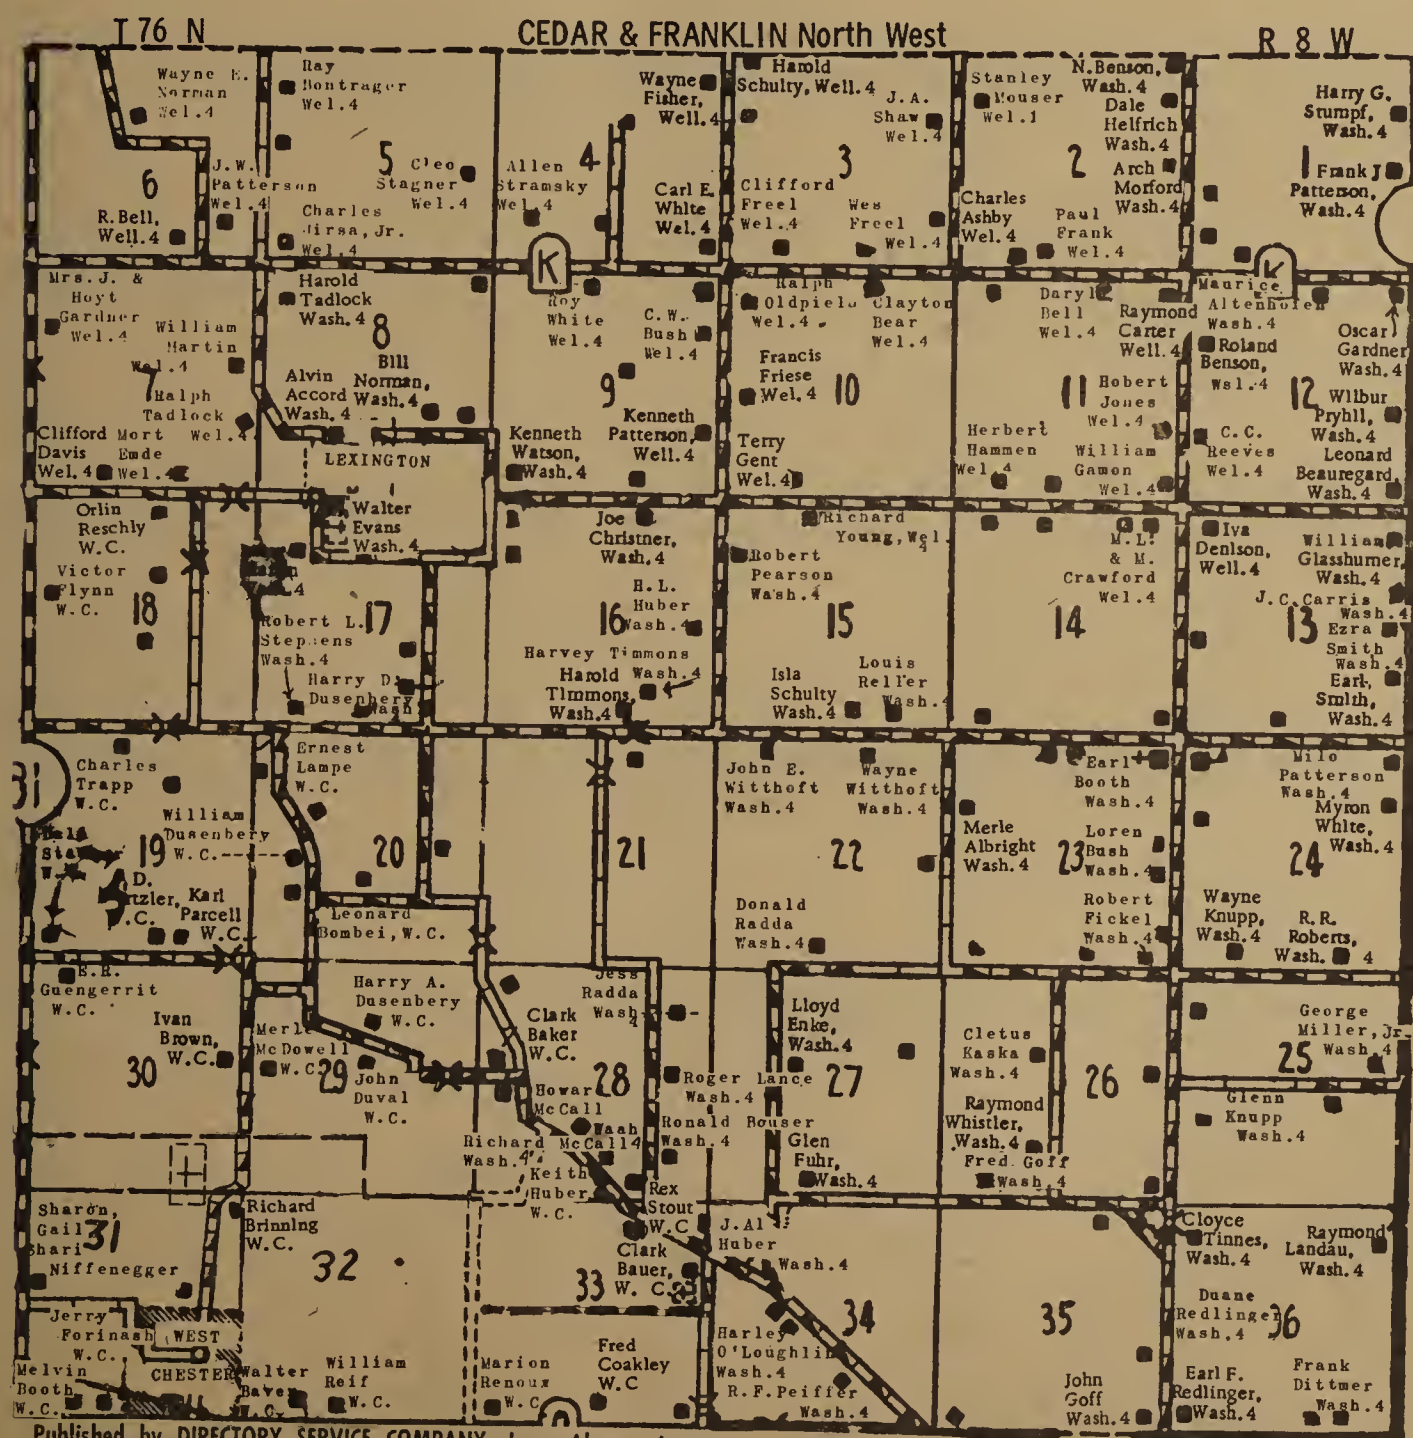 T 76 N
CEDAR & FRANKLIN North West
R 8 W
Wayne E.
Norman
Wel.4
6
R. Bell,
Well.4
J.W.
Patterson
Wel.4
Ray
Bontrager
Wel.4
5
Cleo
Stagner
Wel.4
Charles
Jirsa, Jr.
Wel.4
Allen
Stramsky
Wel.4
4
Wayne
Fisher,
Well.4
Carl E.
White
Wel.4
K
Harold
Schulty, Well.4
J.A.
Shaw
Wel.4
3
Clifford
Freel
Wel.4
Wes
Freel
Wel.4
Stanley
Mouser
Wel.1
N.Benson,
Wash.4
Dale
Helfrich
Wash.4
2
Arch
Morford
Wash.4
Charles
Ashby
Wel.4
Paul
Frank
Wel.4
Harry G.
Stumpf,
Wash.4
1
Frank J
Patterson,
Wash.4
K
Mrs.J. &
Hoyt
Gardner
Wel.4
William
Martin
Wel.4
7
Ralph
Tadlock
Wel.4
Clifford
Davis
Wel.4
Mort
Emde
Wel.4
Harold
Tadlock
Wash.4
8
Bill
Norman,
Wash.4
Alvin
Accord
Wash.4
LEXINGTON
Roy
White
Wel.4
C.W.
Bush
Wel.4
9
Kenneth
Watson,
Wash.4
Kenneth
Patterson,
Well.4
Ralph
Oldpield
Wel.4
Clayton
Bear
Wel.4
Francis
Friese
Wel.4
10
Terry
Gent
Wel.4
Daryl
Bell
Wel.4
Raymond
Carter
Well.4
11
Robert
Jones
Wel.4
Herbert
Hammen
Wel.4
William
Gamon
Wel.4
Maurice
Altenhofen
Wash.4
Roland
Benson,
Wel.4
Oscar
Gardner
Wash.4
12
Wilbur
Pryhll,
Wash.4
C.C.
Reeves
Wel.4
Leonard
Beauregard,
Wash.4
Orlin
Reschly
W.C.
Victor
Flynn
W.C.
18
Walter
Evans
Wash.4
17
Robert L.
Stephens
Wash.4
Harry D.
Dusenbery
Wash
Joe
Christner,
Wash.4
H.L.
Huber
Wash.4
16
Harvey Timmons
Wash.4
Harold
Timmons,
Wash.4
Richard
Young, Wel.
4
Robert
Pearson
Wash.4
15
Isla
Schulty
Wash.4
Louis
Reller
Wash.4
M.L.
& M.
Crawford
Wel.4
14
Iva
Denison,
Well.4
William
Glasshumer,
Wash.4
J.C.Carris
Wash.4
13
Ezra
Smith
Wash.4
Earl
Smith,
Wash.4
31
Charles
Trapp
W.C.
William
Dusenbery
W.C.
19
D.
W.C.
Karl
Parcell
W.C.
Ernest
Lampe
W.C.
20
Leonard
Bombei, W.C.
21
John E.
Witthoft
Wash.4
Wayne
Witthoft
Wash.4
22
Donald
Radda
Wash.4
Earl
Booth
Wash.4
Merle
Albright
Wash.4
23
Loren
Bush
Wash.4
Robert
Fickel
Wash.4
Milo
Patterson
Wash.4
Myron
White,
Wash.4
24
Wayne
Knupp,
Wash.4
R.R.
Roberts,
Wash. 4
E.R.
Guengerrit
W.C.
Ivan
Brown,
W.C.
30
Harry A.
Dusenbery
W.C.
Merle
McDowell
W.C.
29
John
Duval
W.C.
Jess
Radda
Wash
4
Clark
Baker
W.C.
28
Howar
McCall
Wash
4
Richard McCall
Wash.4
Keith
Huber
W.C.
Lloyd
Enke,
Wash.4
Roger Lance
Wash.4
27
Ronald Bouser
Wash.4
Glen
Fuhr,
Wash.4
Cletus
Kaska
Wash.4
26
Raymond
Whistler,
Wash.4
Fred Goff
Wash 4
George
Miller, Jr.
Wash.4
25
Glenn
Knupp
Wash.4
Sharon,
Gail
Shari
Niffenegger
31
Richard
Brinning
W.C.
32
Jerry
Forinash
W.C.
WEST
CHESTER
Melvin
Booth
W.C.
Walter
W.C.
William
Reif
W.C.
Rex
Stout
W.C
Clark
Bauer,
W. C.
33
Marion
Renoux
W.C.
Fred
Coakley
W.C
J.Al
Huber
Wash.4
34
Harley
O'Loughlin
Wash.4
R.F.Peiffer
Wash.4
35
John
Goff
Wash.4
Cloyce
Tinnes,
Wash.4
Raymond
Landau,
Wash.4
Duane
Redlinger
Wash.4
36
Earl F.
Redlinger,
Wash.4
Frank
Dittmer
Wash.4
Published by DIRECTORY SERVICE COMPANY